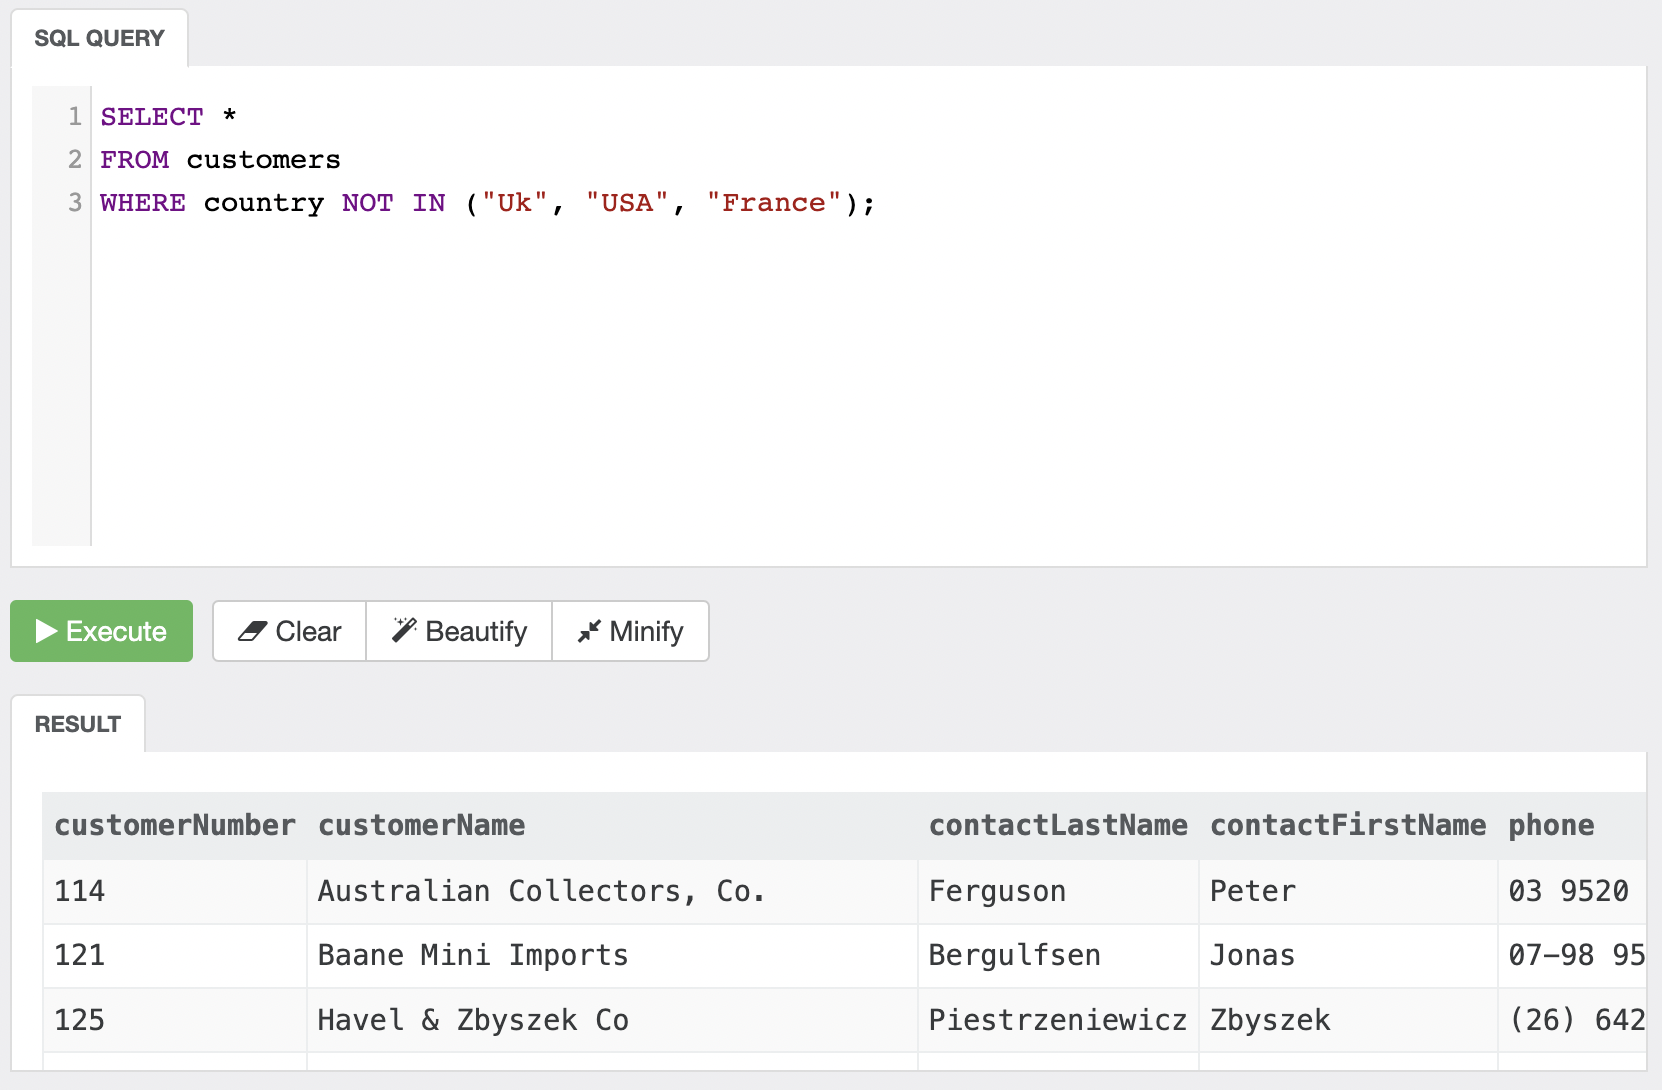 SQL QUERY
1 SELECT *
2 FROM customers
3 WHERE country NOT IN ("Uk", "USA", "France");
Execute Clear Beautify Minify
RESULT
customerNumber customerName contactLastName contactFirstName phone
114 Australian Collectors, Co. Ferguson Peter 03 9520
121 Baane Mini Imports Bergulfsen Jonas 07-98 95
125 Havel & Zbyszek Co Piestrzeniewicz Zbyszek (26) 642